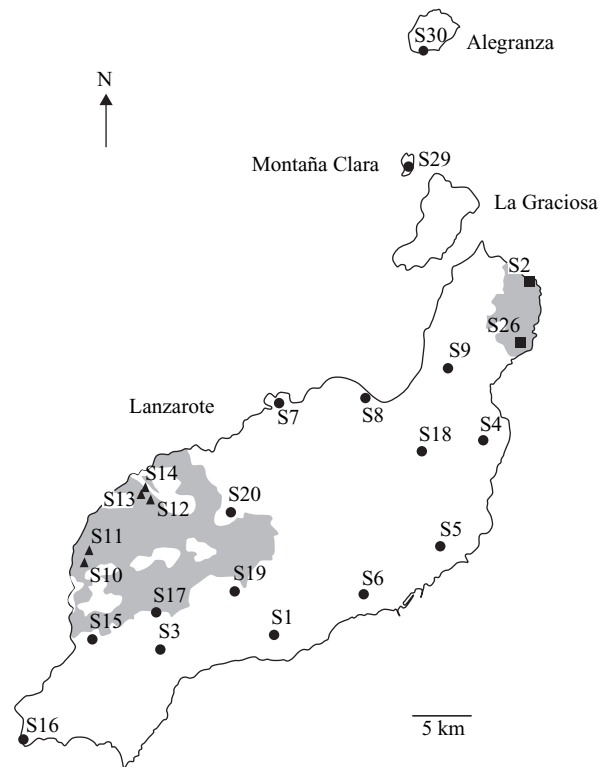 S30
Alegranza
N
Montaña Clara
S29
La Graciosa
S2
S26
S9
Lanzarote
S7
S8
S4
S18
S14
S13
S12
S20
S11
S5
S10
S19
S6
S17
S15
S3
S1
S16
5 km